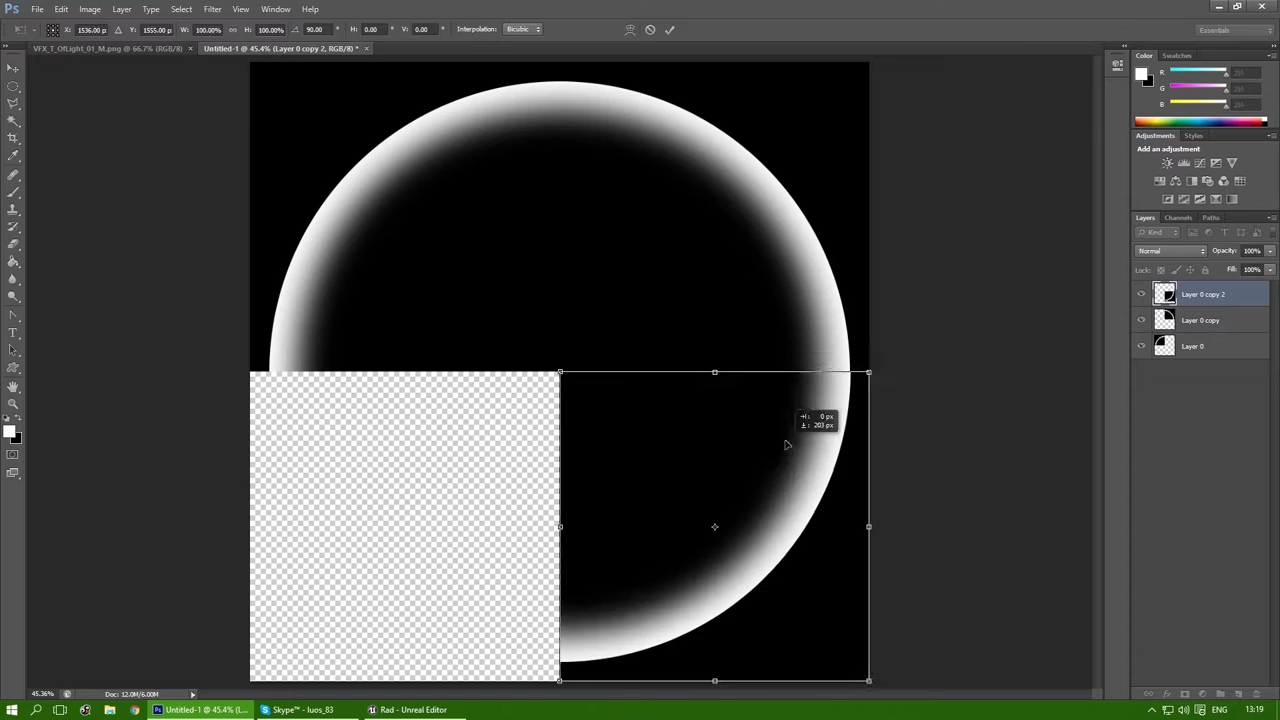 Ps File Edit Image Layer Type Select Filter View Window Help
X: 1536.00 p Y: 1555.00 px W: 100.00% H: 100.00% 90.00 H: 0.00 V: 0.00 Interpolation: Bicubic Essentials
VFX_T_OfLight_01_M.png @ 66.7% (RGB/8) × Untitled-1 @ 45.4% (Layer 0 copy 2, RGB/8) * ×
Color Swatches
R 255
G 255
B 255
Adjustments Styles
Add an adjustment
Layers Channels Paths
Kind
Normal Opacity: 100%
Lock: Fill: 100%
Layer 0 copy 2
Layer 0 copy
Layer 0
0 px
203 px
45.36% Doc: 12.0M/6.00M
Untitled-1 @ 45.4% (L... Skype™ - luos_83 Rad - Unreal Editor ENG 13:19